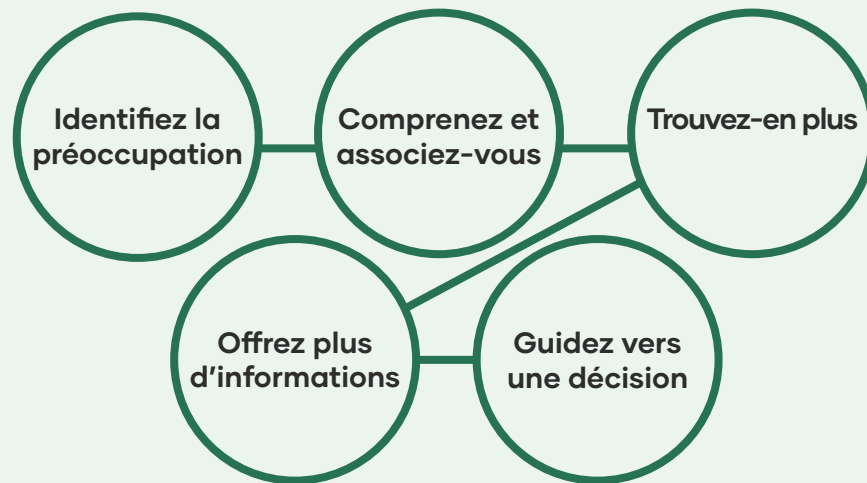 Identifiez la
préoccupation
Comprenez et
associez-vous
Trouvez-en plus
Offrez plus
d'informations
Guidez vers
une décision